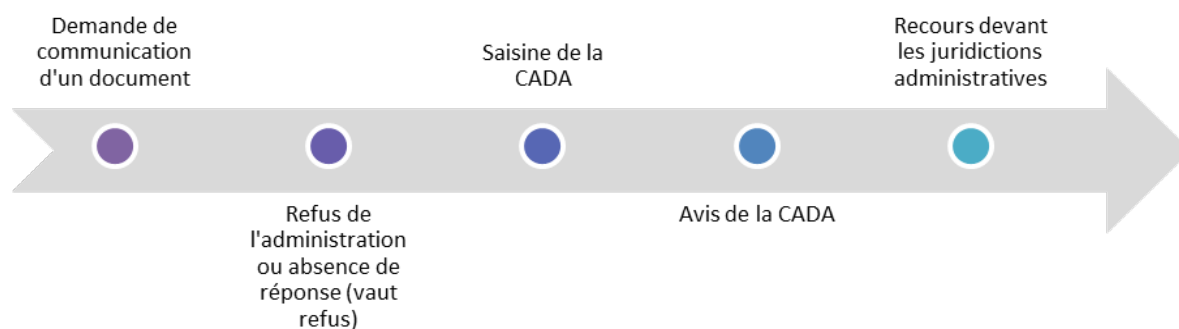 Demande de
communication
d'un document
Refus de
l'administration
ou absence de
réponse (vaut
refus)
Saisine de la
CADA
Avis de la CADA
Recours devant
les juridictions
administratives